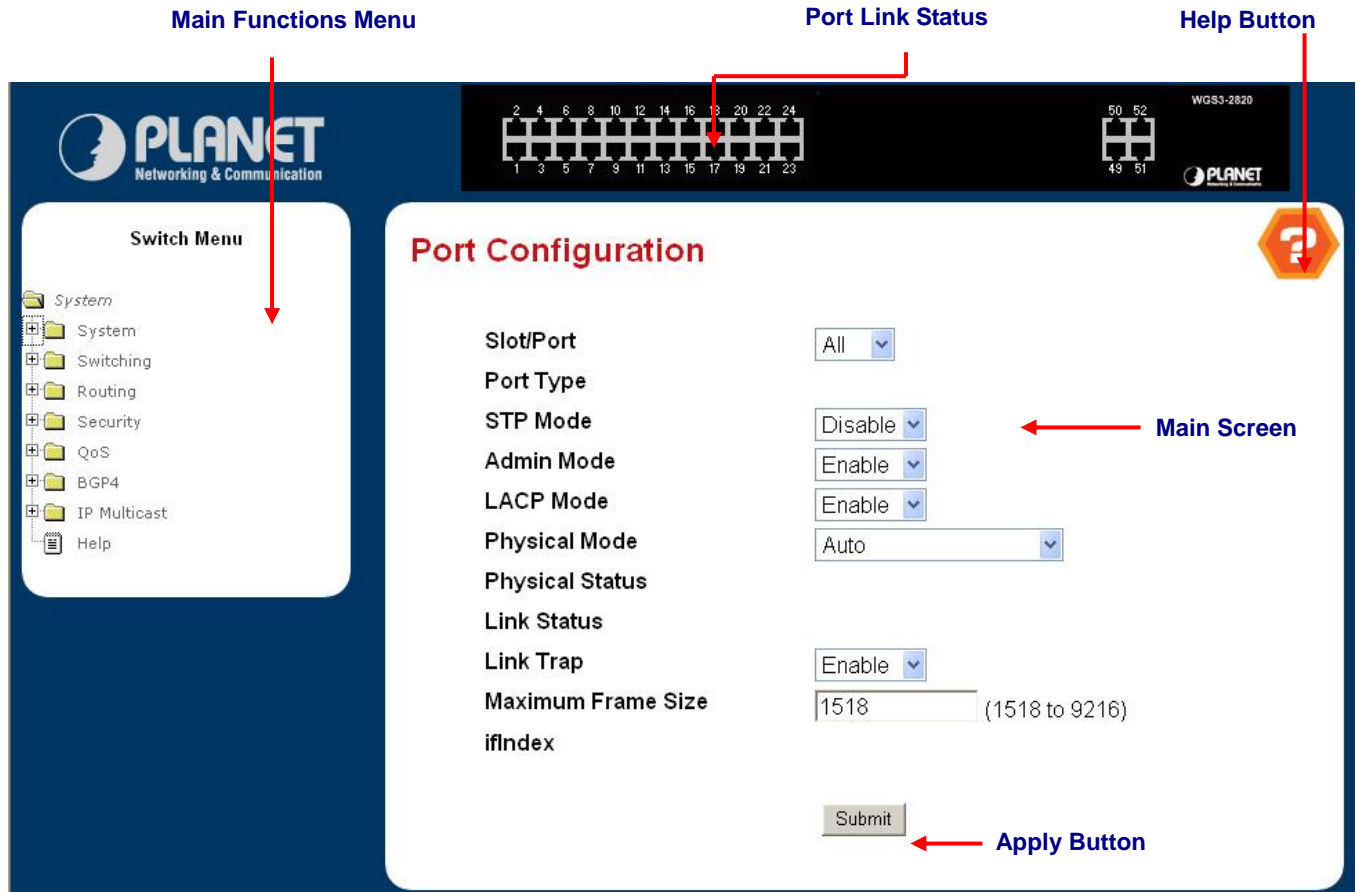 Main Functions Menu
Port Link Status
Help Button
PLANET
Networking & Communication
2 4 6 8 10 12 14 16 18 20 22 24
1 3 5 7 9 11 13 15 17 19 21 23
50 52
49 51
WGS3-2820
PLANET
Switch Menu
System
System
Switching
Routing
Security
QoS
BGP4
IP Multicast
Help
Port Configuration
?
Slot/Port All
Port Type
STP Mode Disable
Main Screen
Admin Mode Enable
LACP Mode Enable
Physical Mode Auto
Physical Status
Link Status
Link Trap Enable
Maximum Frame Size 1518 (1518 to 9216)
ifIndex
Submit
Apply Button